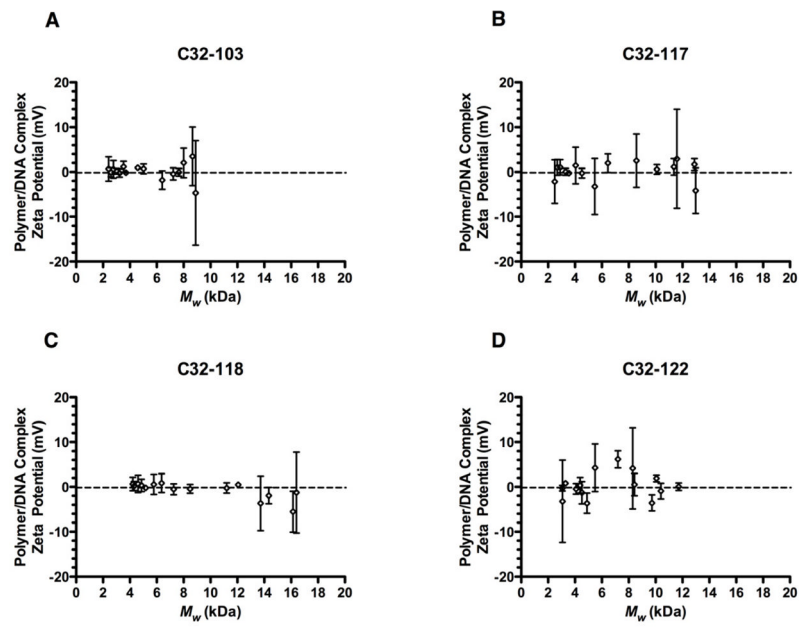 A
C32-103
Polymer/DNA Complex
Zeta Potential (mV)
20
10
0
-10
-20
0 2 4 6 8 10 12 14 16 18 20
Mw (kDa)
B
C32-117
Polymer/DNA Complex
Zeta Potential (mV)
20
10
0
-10
-20
0 2 4 6 8 10 12 14 16 18 20
Mw (kDa)
C
C32-118
Polymer/DNA Complex
Zeta Potential (mV)
20
10
0
-10
-20
0 2 4 6 8 10 12 14 16 18 20
Mw (kDa)
D
C32-122
Polymer/DNA Complex
Zeta Potential (mV)
20
10
0
-10
-20
0 2 4 6 8 10 12 14 16 18 20
Mw (kDa)